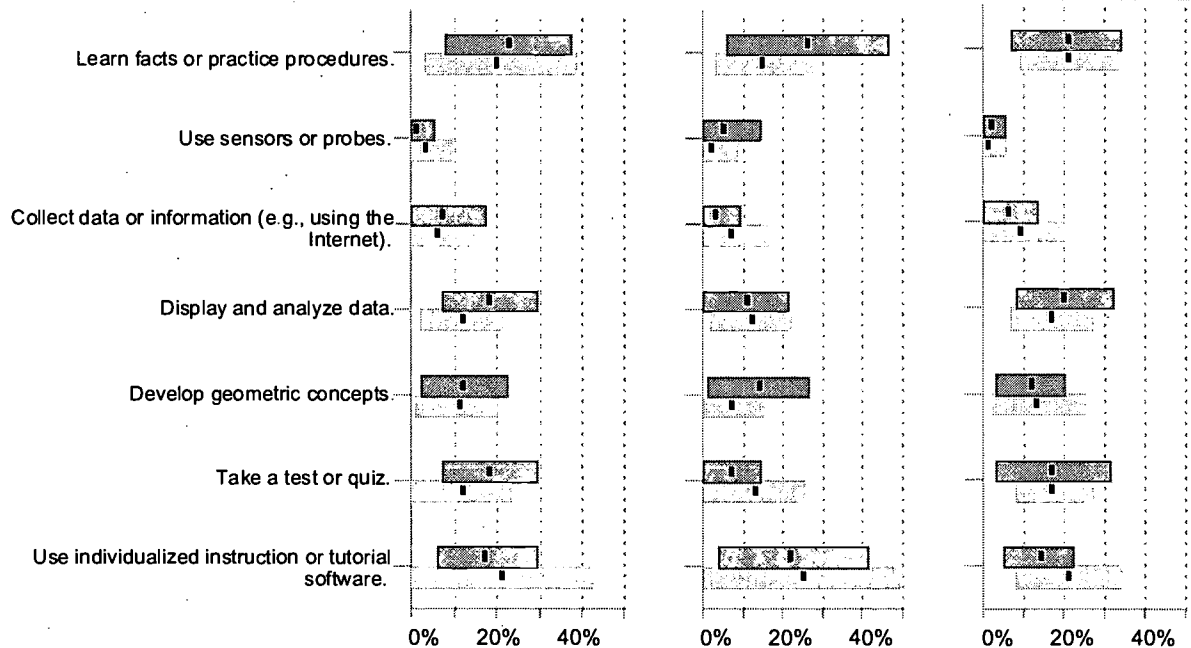 Learn facts or practice procedures.
Use sensors or probes.
Collect data or information (e.g., using the
Internet).
Display and analyze data.
Develop geometric concepts
Take a test or quiz.
Use individualized instruction or tutorial
software.
0% 20% 40% 0% 20% 40% 0% 20% 40%